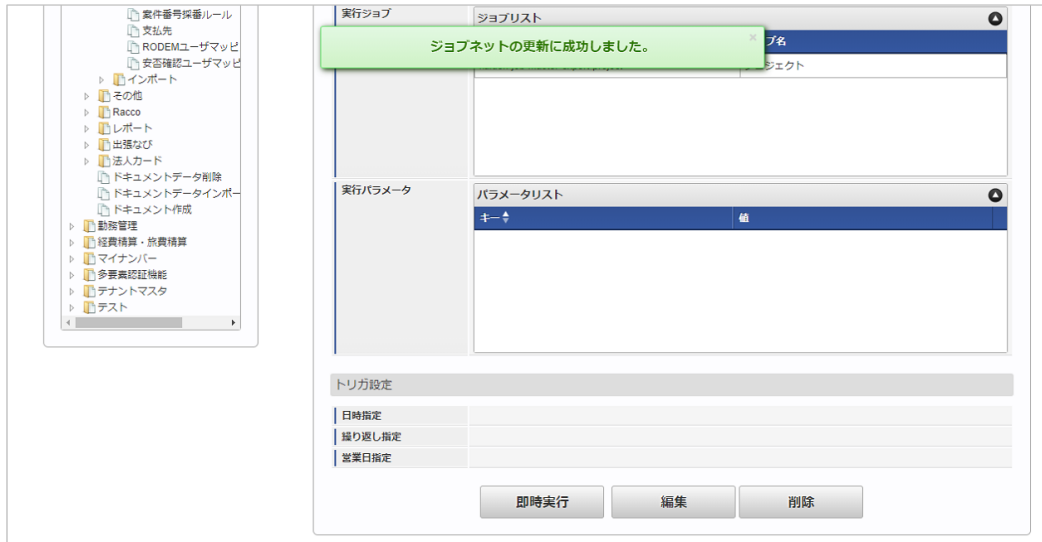 案件番号採番ルール
支払先
RODEMユーザマッピ
安否確認ユーザマッピ
インポート
その他
Racco
レポート
出張なび
法人カード
ドキュメントデータ削除
ドキュメントデータインポー
ドキュメント作成
勤務管理
経費精算・旅費精算
マイナンバー
多要素認証機能
テナントマスタ
テスト
実行ジョブ
ジョブリスト
ジョブネットの更新に成功しました。
×
ブ名
ジェクト
実行パラメータ
パラメータリスト
キー
値
トリガ設定
日時指定
繰り返し指定
営業日指定
即時実行
編集
削除